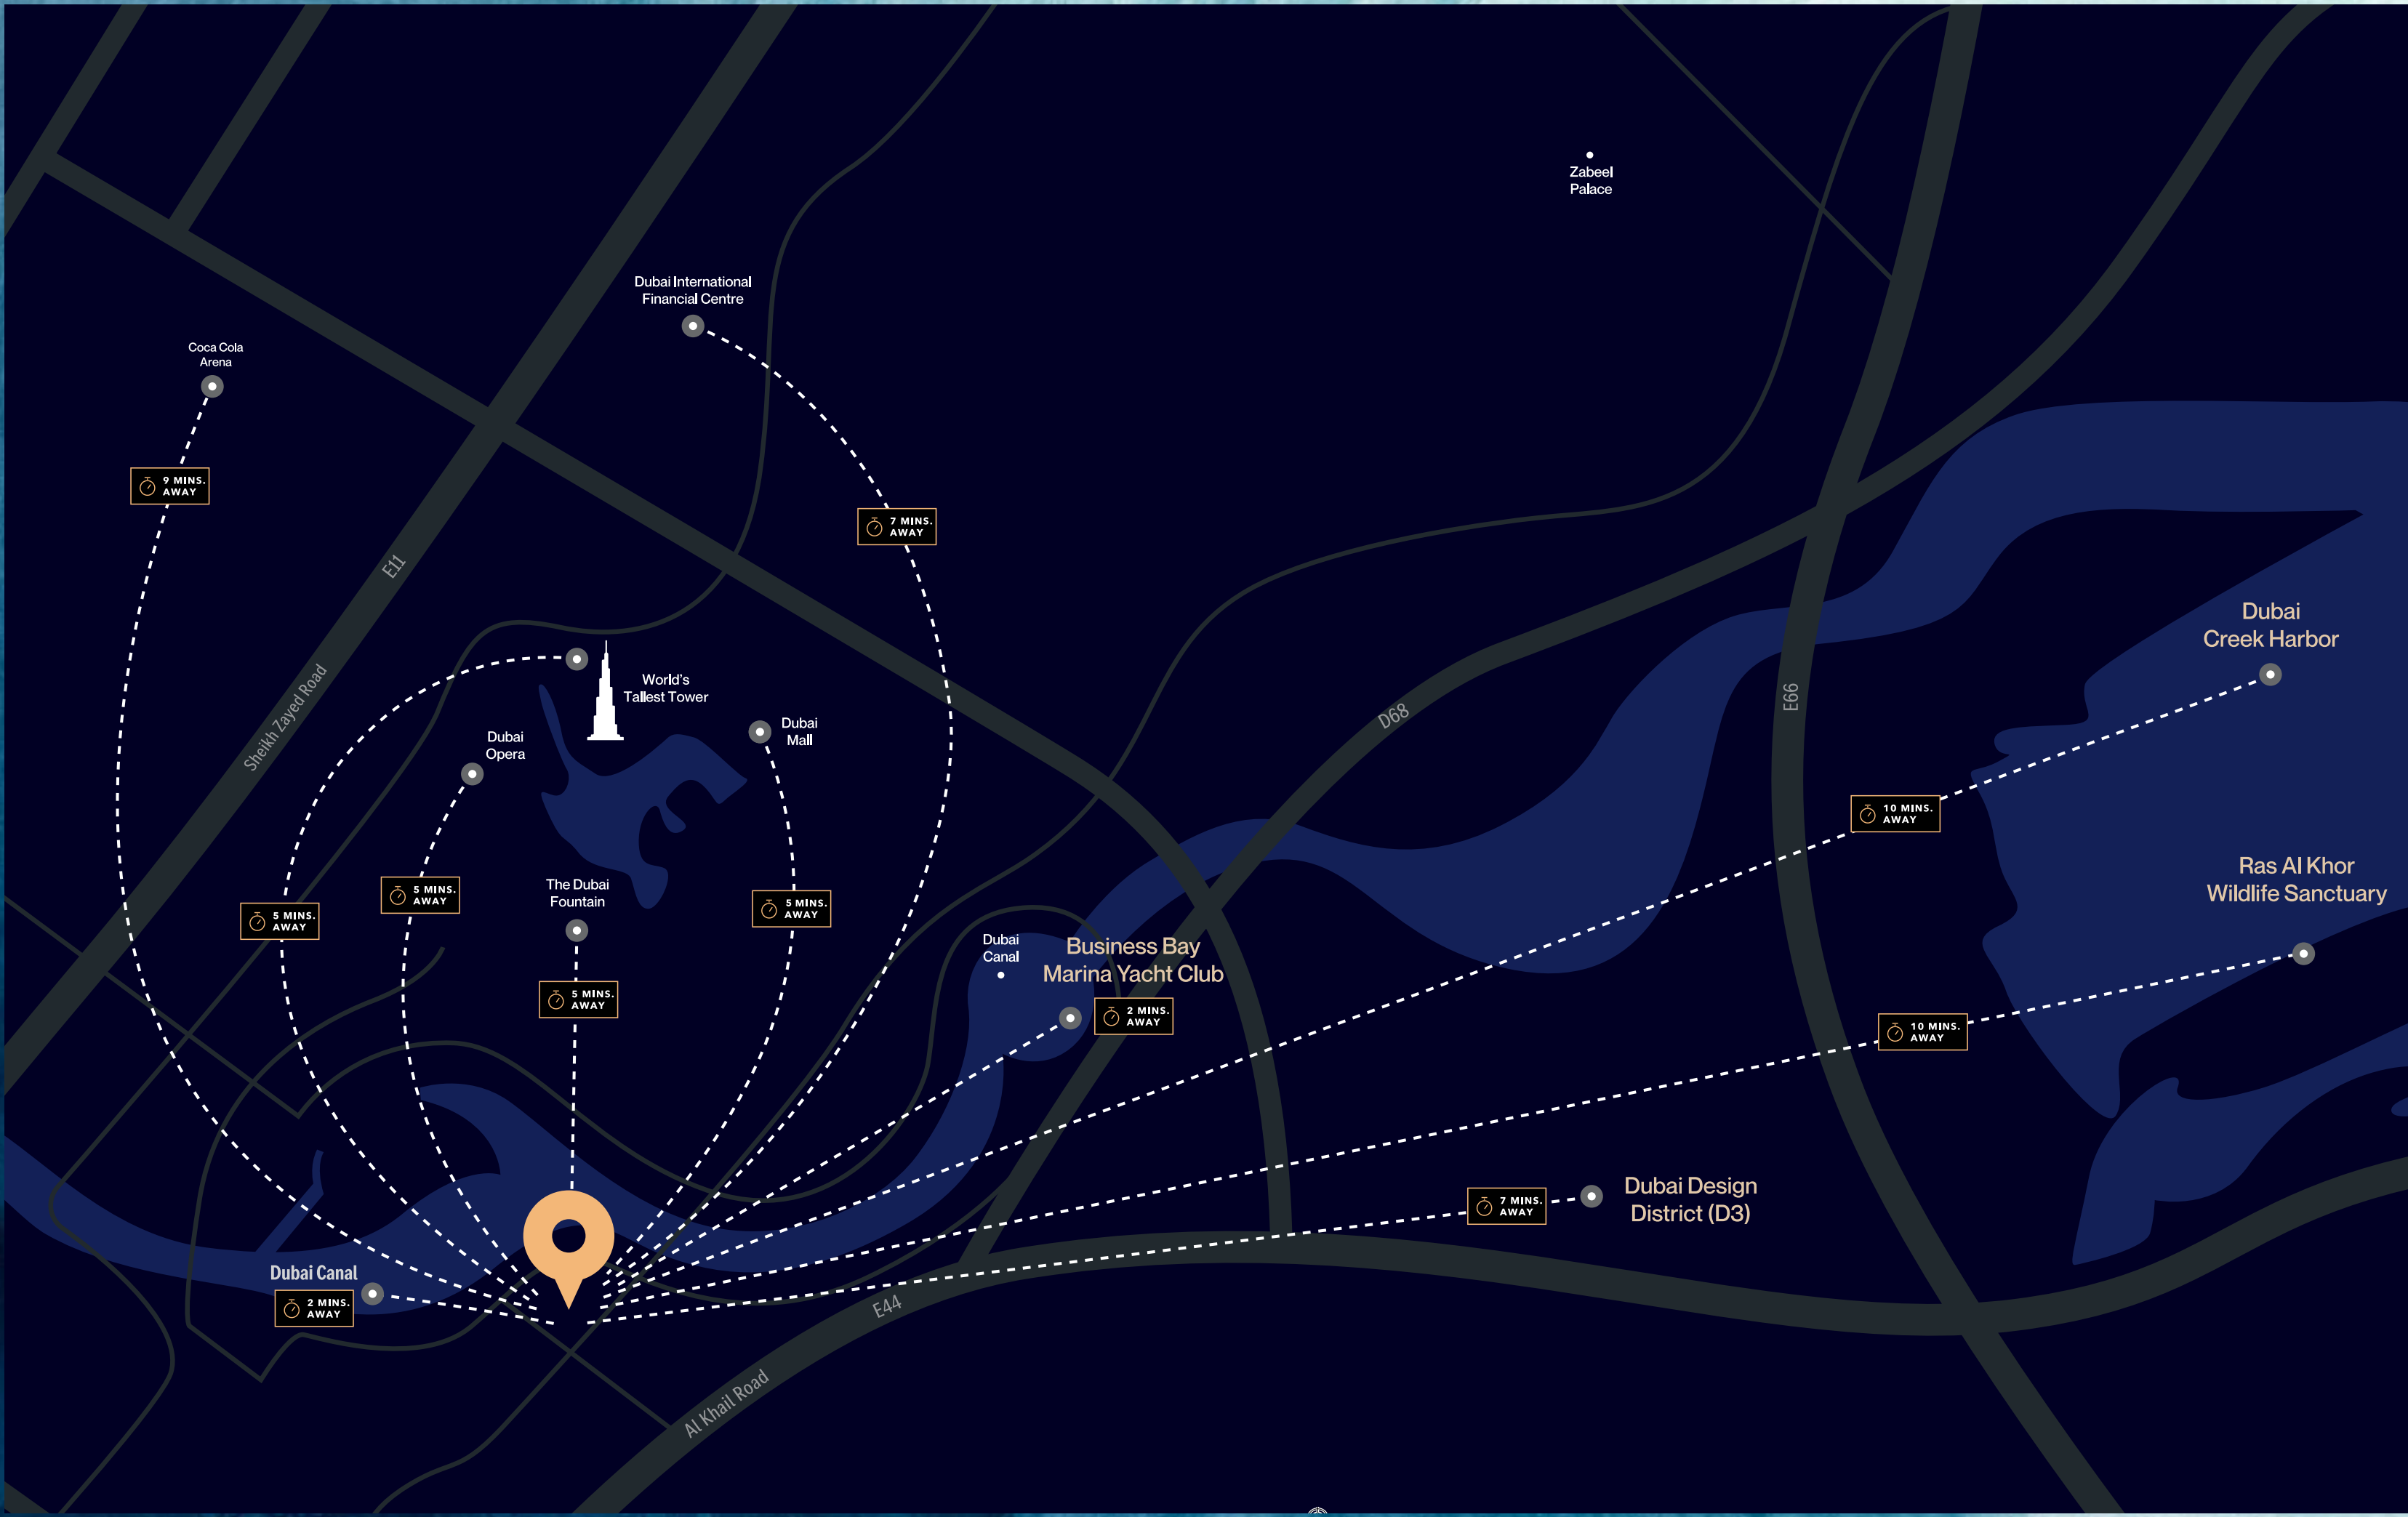 Zabeel
Palace
Dubai International
Financial Centre
Coca Cola
Arena
9 MINS.
AWAY
7 MINS.
AWAY
E11
Sheikh Zayed Road
World's
Tallest Tower
Dubai
Opera
Dubai
Mall
D68
E66
Dubai
Creek Harbor
10 MINS.
AWAY
Ras Al Khor
Wildlife Sanctuary
5 MINS.
AWAY
5 MINS.
AWAY
The Dubai
Fountain
5 MINS.
AWAY
5 MINS.
AWAY
Dubai
Canal
Business Bay
Marina Yacht Club
2 MINS.
AWAY
10 MINS.
AWAY
7 MINS.
AWAY
Dubai Design
District (D3)
Dubai Canal
2 MINS.
AWAY
E44
Al Khail Road